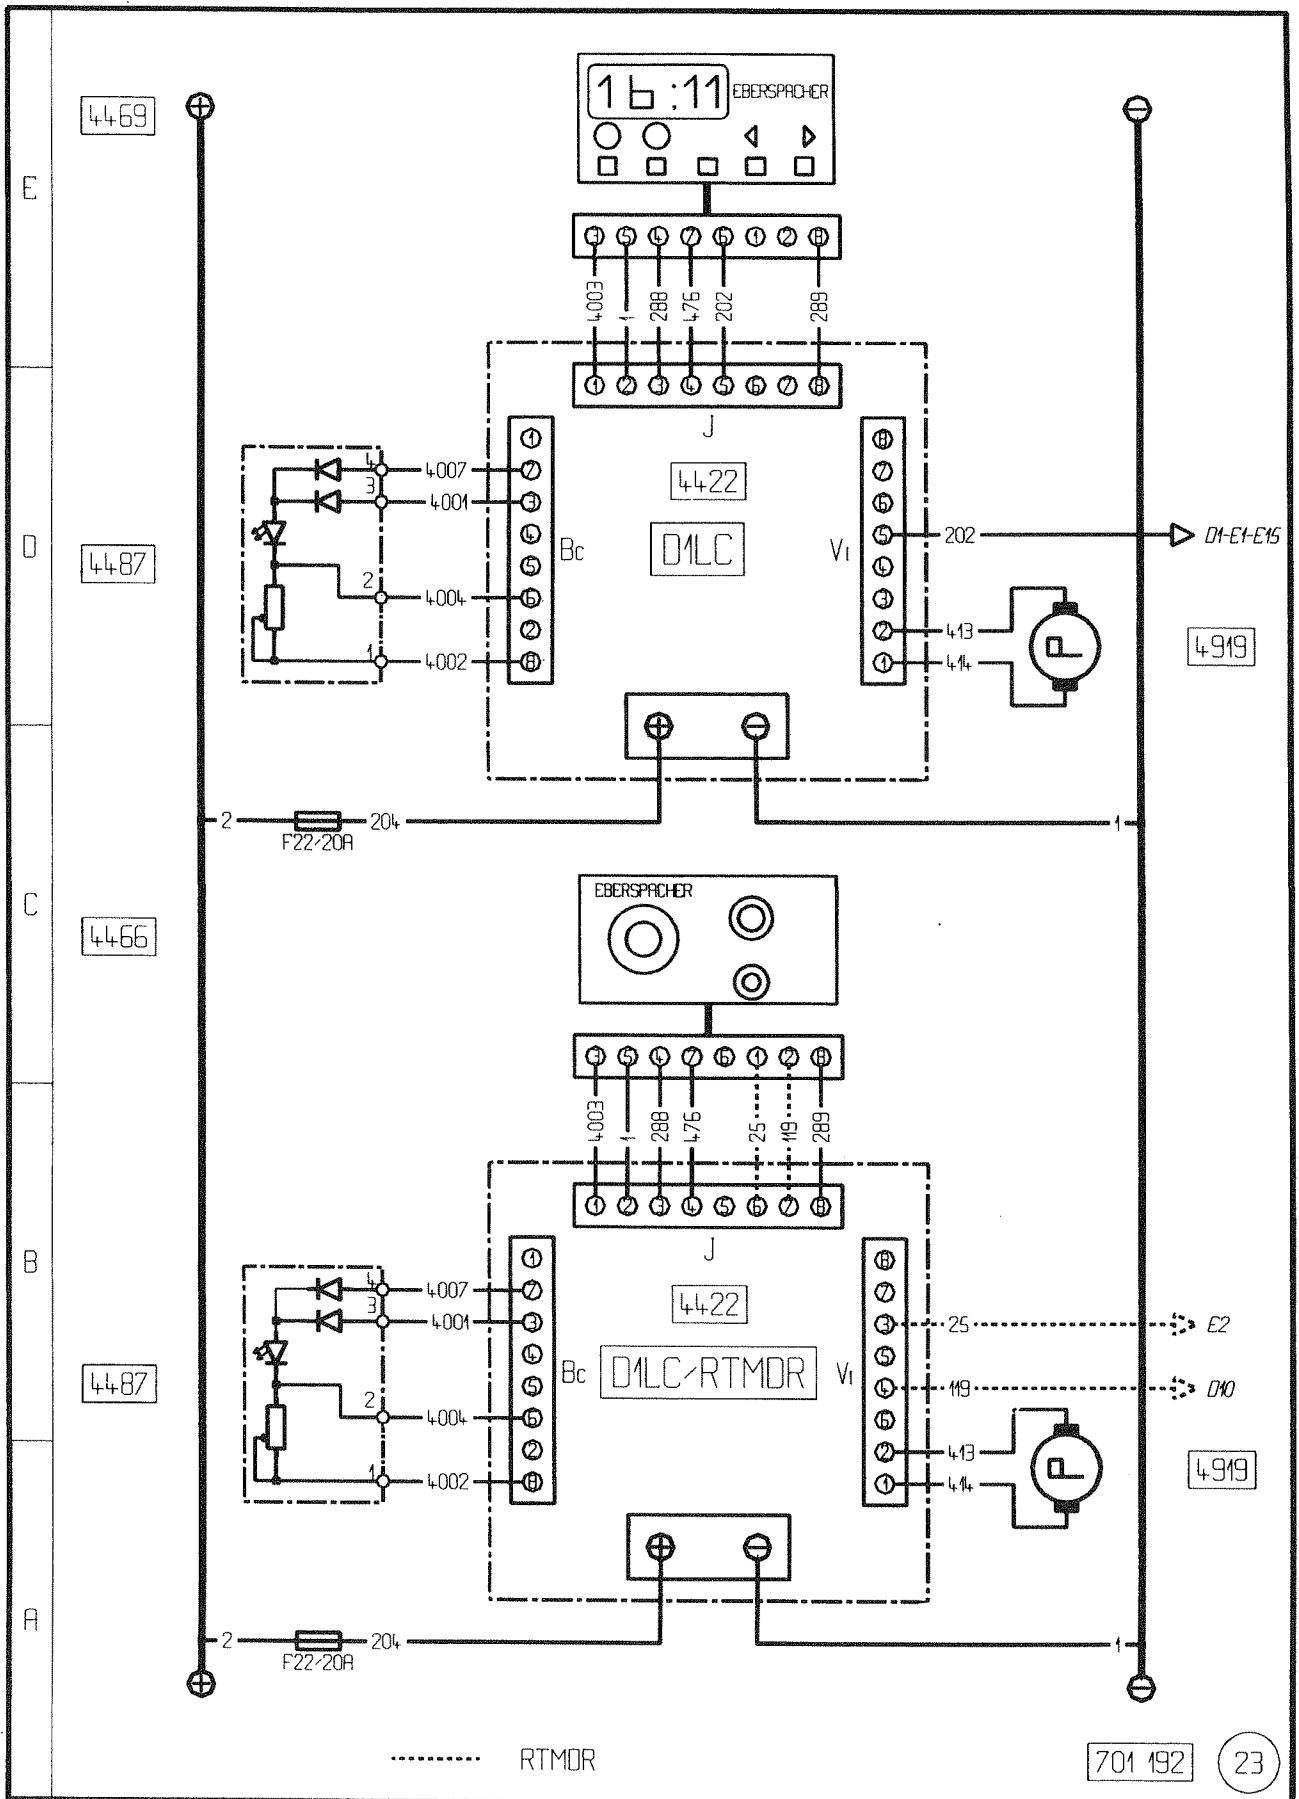 16:11 EBERSPACHER
4469
E
3 5 4 7 6 1 2 8
4003 1 288 476 202 289
1 2 3 4 5 6 7 8
J
1 8
4 4007 7 4422 7
3 4001 3 6
4 D1LC 5 202 D1-E1-E15
D 4487 Bc V1
5 4
2 4004 6 3
2 2 413 P 4919
1 4002 8 1 414
+ -
2 204 1
F22/20A
C
EBERSPACHER
4466
3 5 4 7 6 1 2 8
4003 1 288 476 25 119 289
1 2 3 4 5 6 7 8
J
B
1 8
4 4007 7 4422 7
3 4001 3 3 25 E2
4 5
4487 Bc D1LC/RTMDR V1
5 4 119 D10
2 4004 6 6
2 2 413 P 4919
1 4002 8 1 414
+ -
A
2 204 1
F22/20A
RTMDR
701 192 23